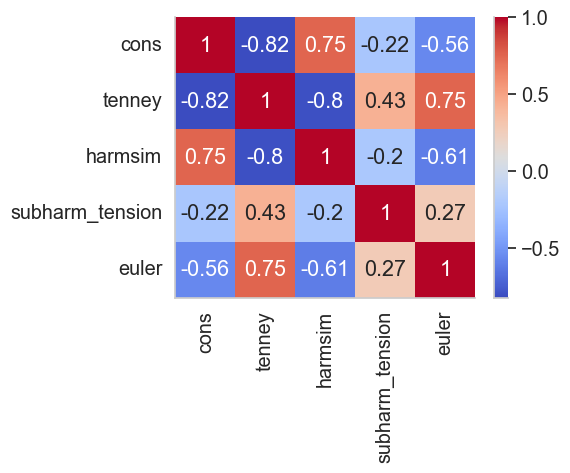 cons 1 -0.82 0.75 -0.22 -0.56
tenney -0.82 1 -0.8 0.43 0.75
harmsim 0.75 -0.8 1 -0.2 -0.61
subharm_tension -0.22 0.43 -0.2 1 0.27
euler -0.56 0.75 -0.61 0.27 1
cons
tenney
harmsim
subharm_tension
euler
1.0
0.5
0.0
−0.5